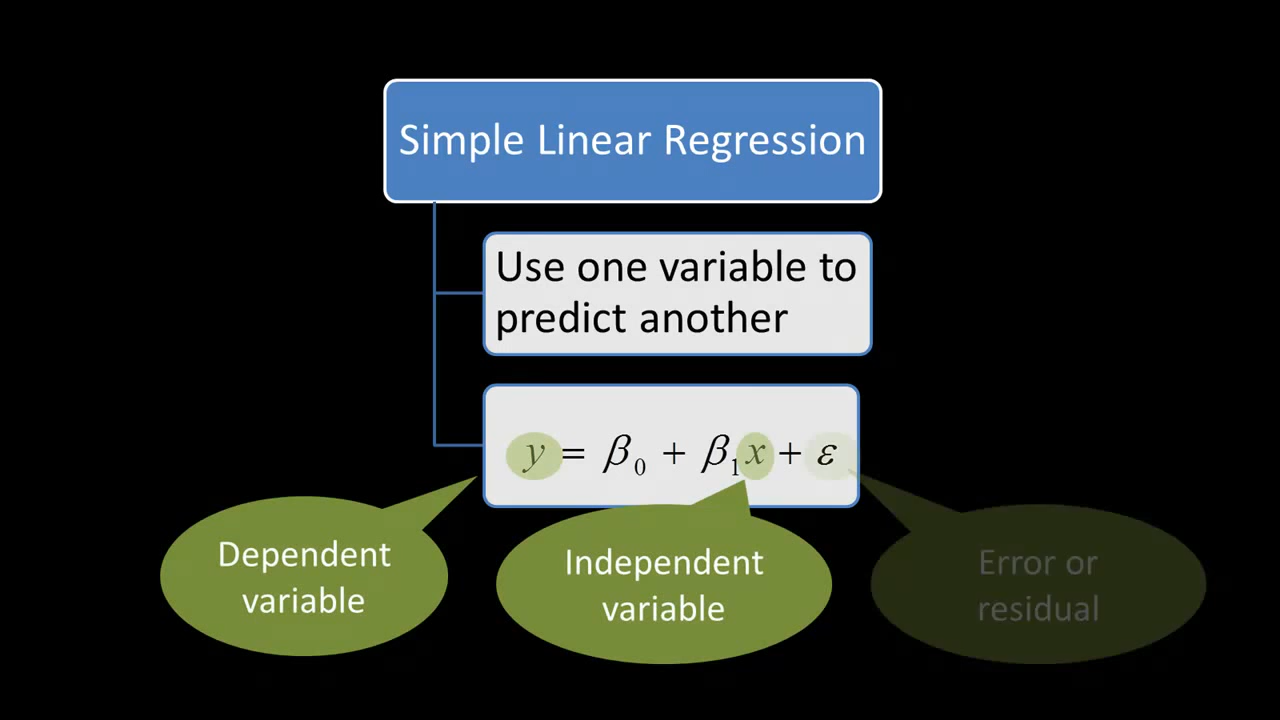 Simple Linear Regression
Use one variable to
predict another
y = β₀ + β₁x + ε
Dependent
variable
Independent
variable
Error or
residual